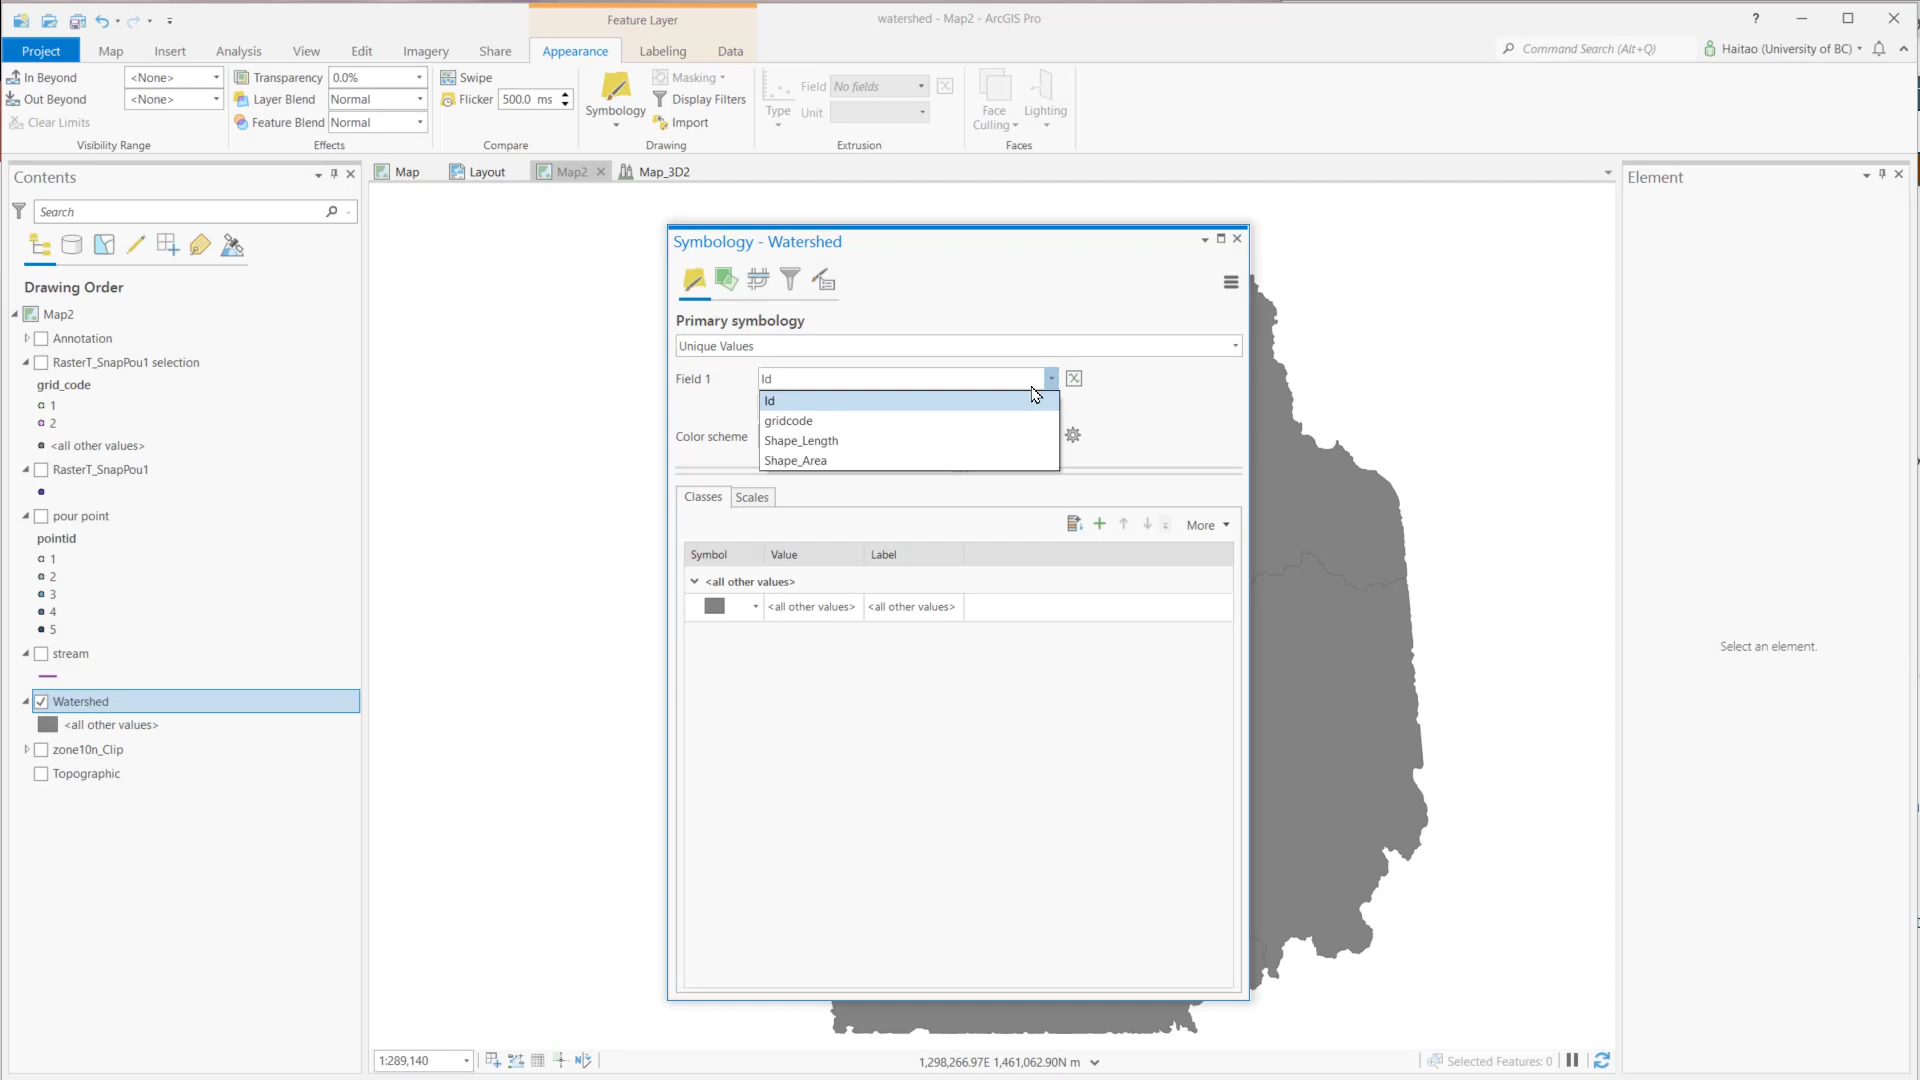 Feature Layer
watershed - Map2 - ArcGIS Pro
?
Project Map Insert Analysis View Edit Imagery Share Appearance Labeling Data
Command Search (Alt+Q)
Haitao (University of BC)
In Beyond <None>
Out Beyond <None>
Clear Limits
Visibility Range
Transparency 0.0%
Layer Blend Normal
Feature Blend Normal
Effects
Swipe
Flicker 500.0 ms
Compare
Symbology
Masking
Display Filters
Import
Drawing
Type
Field No fields
Unit
Extrusion
Face Culling
Lighting
Faces
Contents
Search
Drawing Order
Map2
Annotation
RasterT_SnapPou1 selection
grid_code
1
2
<all other values>
RasterT_SnapPou1
pour point
pointid
1
2
3
4
5
stream
Watershed
<all other values>
zone10n_Clip
Topographic
Map Layout Map2 Map_3D2
Symbology - Watershed
Primary symbology
Unique Values
Field 1 Id
Id
gridcode
Shape_Length
Shape_Area
Color scheme
Classes Scales
More
Symbol Value Label
<all other values>
<all other values> <all other values>
Element
Select an element.
1:289,140
1,298,266.97E 1,461,062.90N m
Selected Features: 0